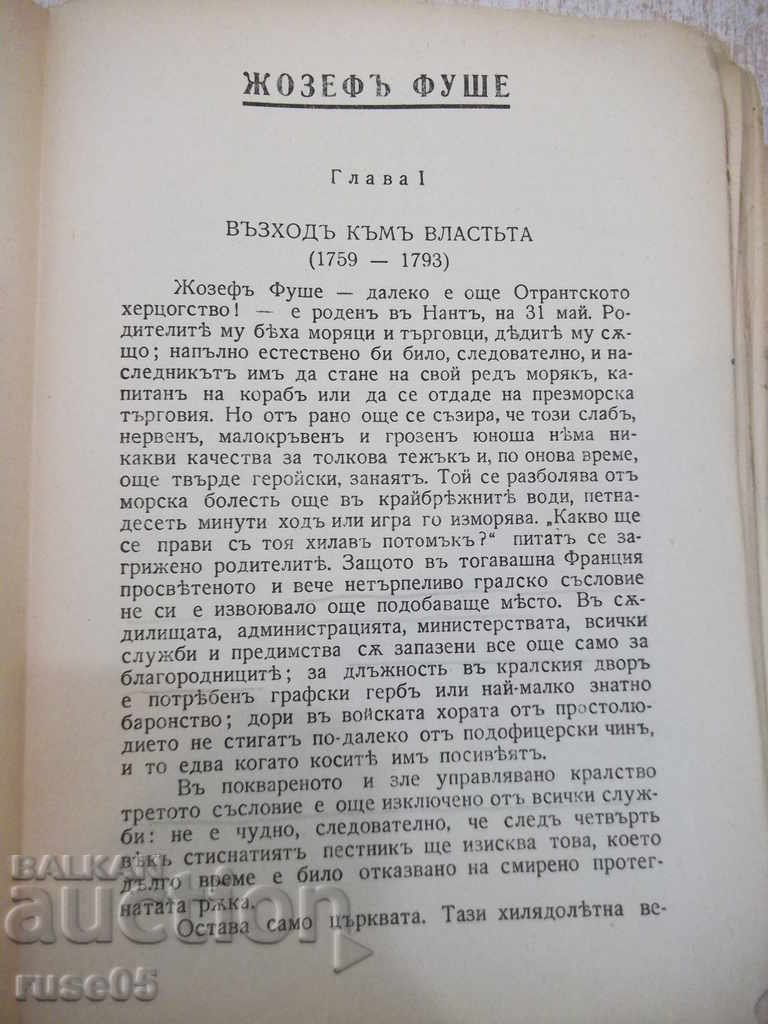 ЖОЗЕФЪ ФУШЕ
Глава I
ВЪЗХОДЪ КЪМЪ ВЛАСТЬТА
(1759 — 1793)
Жозефъ Фуше — далеко е още Отрантското
херцогство! — е роденъ въ Нантъ, на 31 май. Ро-
дителитѣ му бѣха моряци и търговци, дѣдитѣ му сѫ-
що; напълно естествено би било, следователно, и на-
следникътъ имъ да стане на свой редъ морякъ, ка-
питанъ на корабъ или да се отдаде на презморска
търговия. Но отъ рано още се съзира, че този слабъ,
нервенъ, малокръвенъ и грозенъ юноша нѣма ни-
какви качества за толкова тежъкъ и, по онова време,
още твърде геройски, занаятъ. Той се разболява отъ
морска болесть още въ крайбрѣжнитѣ води, петна-
десеть минути ходъ или игра го изморява. „Какво ще
се прави съ тоя хилавъ потомъкъ?“ питатъ се за-
грижено родителитѣ. Защото въ тогавашна Франция
просвѣтеното и вече нетърпеливо градско съсловие
не си е извоювало още подобаваще мѣсто. Въ сѫ-
дилищата, администрацията, министерствата, всички
служби и предимства сѫ запазени все още само за
благородницитѣ; за длъжность въ кралския дворъ
е потрѣбенъ графски гербъ или най-малко знатно
баронство; дори въ войската хората отъ простолю-
дието не стигатъ по-далеко отъ подофицерски чинъ,
и то едва когато коситѣ имъ посивѣятъ.
Въ поквареното и зле управлявано кралство
третото съсловие е още изключено отъ всички служ-
би: не е чудно, следователно, че следъ четвърть
вѣкъ стиснатиятъ пестникъ ще изисква това, което
дълго време е било отказвано на смирено протег-
натата рѫка.
Остава само църквата. Тази хилядолѣтна ве-
BALKAN
auction
ruse05